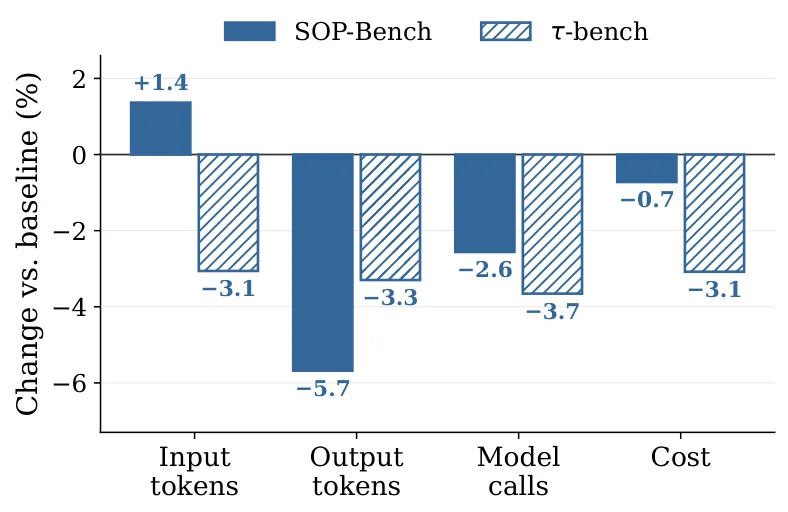 SOP-Bench
τ-bench
Change vs. baseline (%)
2
0
−2
−4
−6
+1.4
−3.1
−5.7
−3.3
−2.6
−3.7
−0.7
−3.1
Input
tokens
Output
tokens
Model
calls
Cost